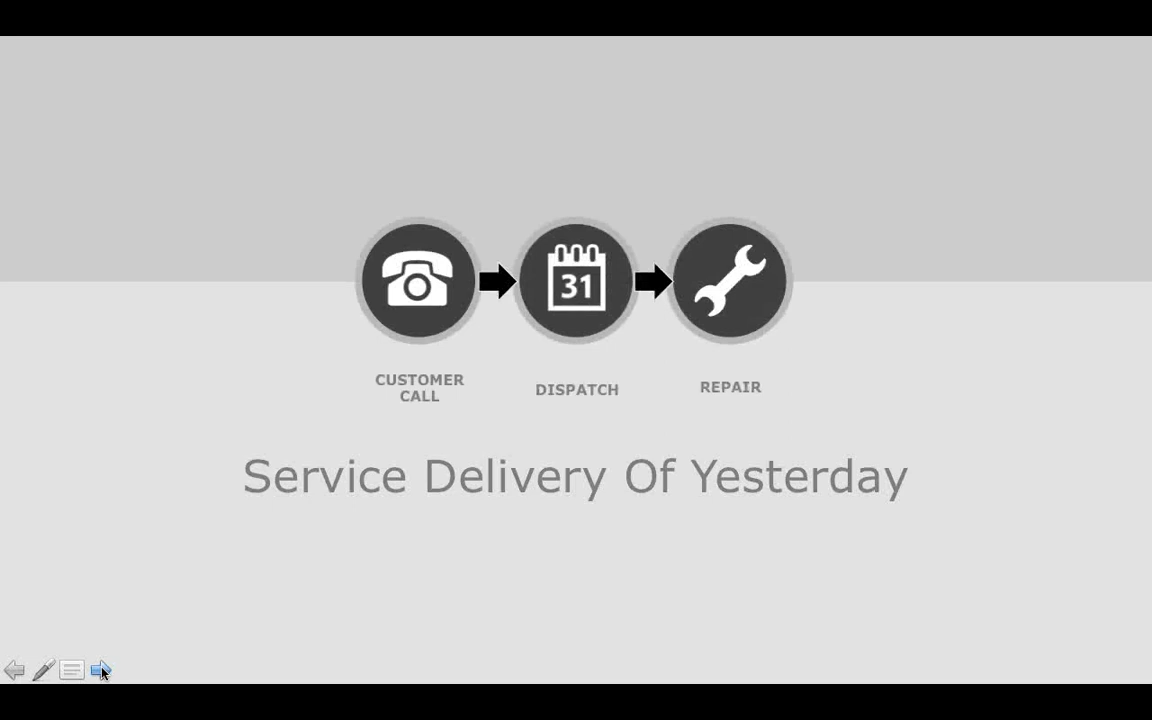 31
CUSTOMER
CALL
DISPATCH
REPAIR
Service Delivery Of Yesterday